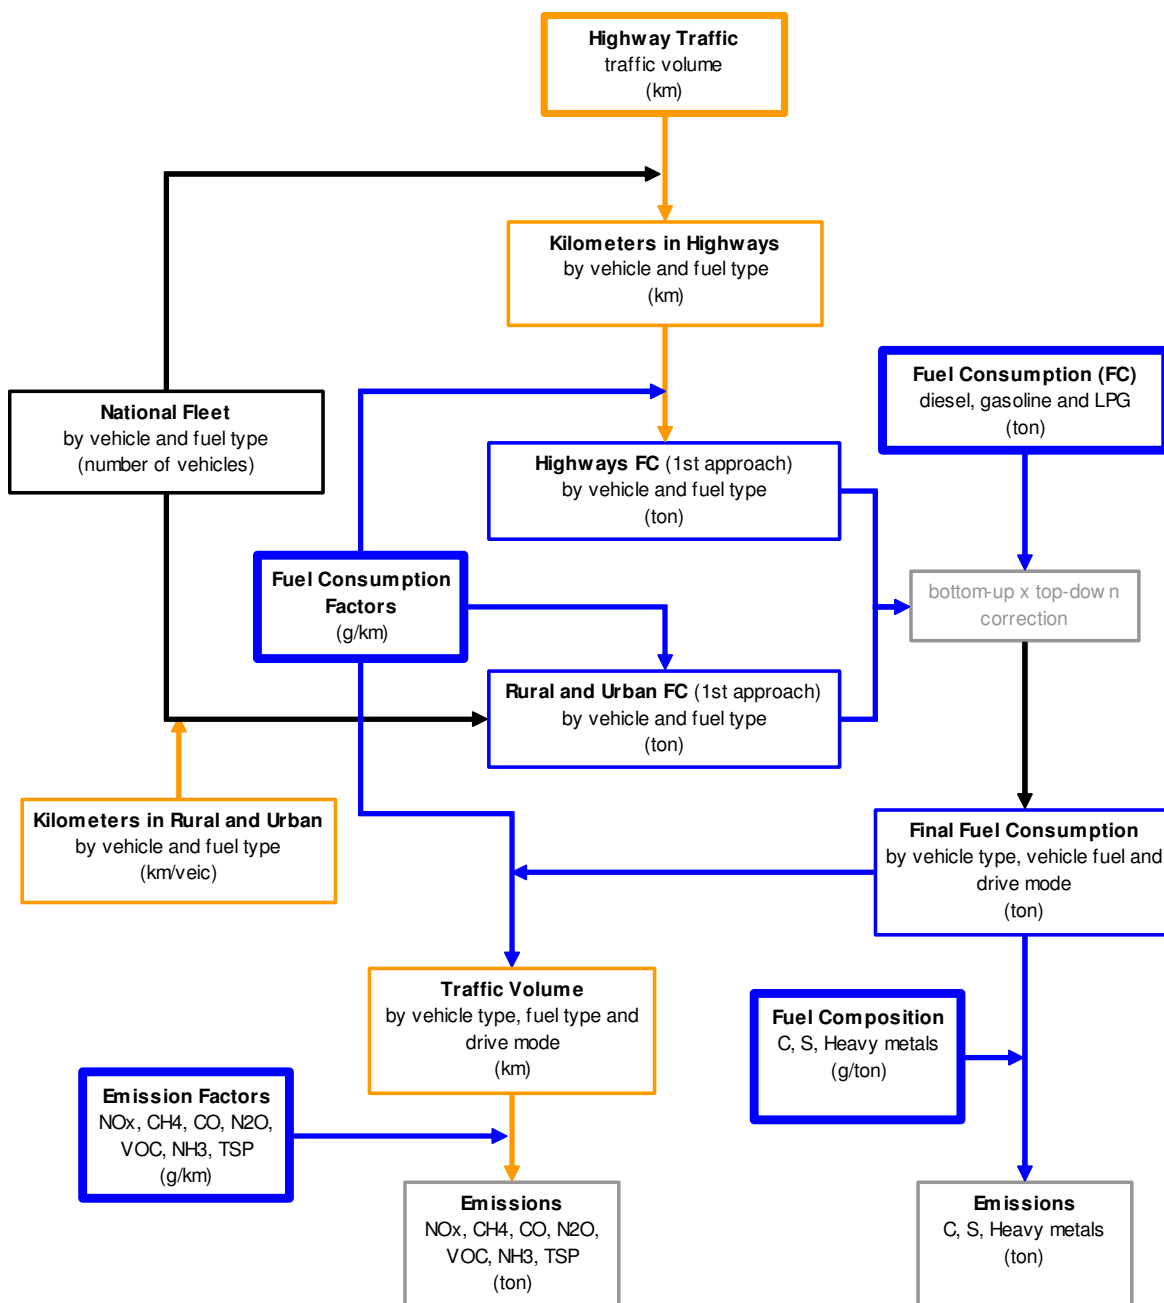 Highway Traffic
traffic volume
(km)
Kilometers in Highways
by vehicle and fuel type
(km)
Fuel Consumption (FC)
diesel, gasoline and LPG
(ton)
National Fleet
by vehicle and fuel type
(number of vehicles)
Highways FC (1st approach)
by vehicle and fuel type
(ton)
Fuel Consumption
Factors
(g/km)
bottom-up x top-down
correction
Rural and Urban FC (1st approach)
by vehicle and fuel type
(ton)
Kilometers in Rural and Urban
by vehicle and fuel type
(km/veic)
Final Fuel Consumption
by vehicle type, vehicle fuel and
drive mode
(ton)
Traffic Volume
by vehicle type, fuel type and
drive mode
(km)
Fuel Composition
C, S, Heavy metals
(g/ton)
Emission Factors
NOx, CH4, CO, N2O,
VOC, NH3, TSP
(g/km)
Emissions
NOx, CH4, CO, N2O,
VOC, NH3, TSP
(ton)
Emissions
C, S, Heavy metals
(ton)